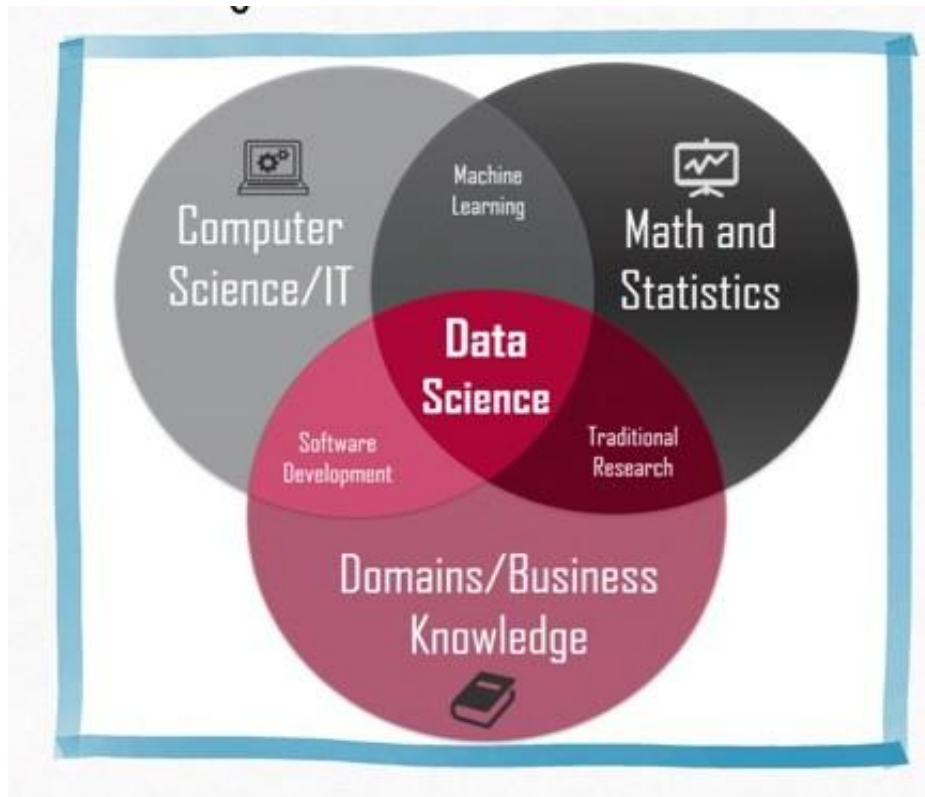 Machine
Learning
Computer
Science/IT
Math and
Statistics
Data
Science
Software
Development
Traditional
Research
Domains/Business
Knowledge